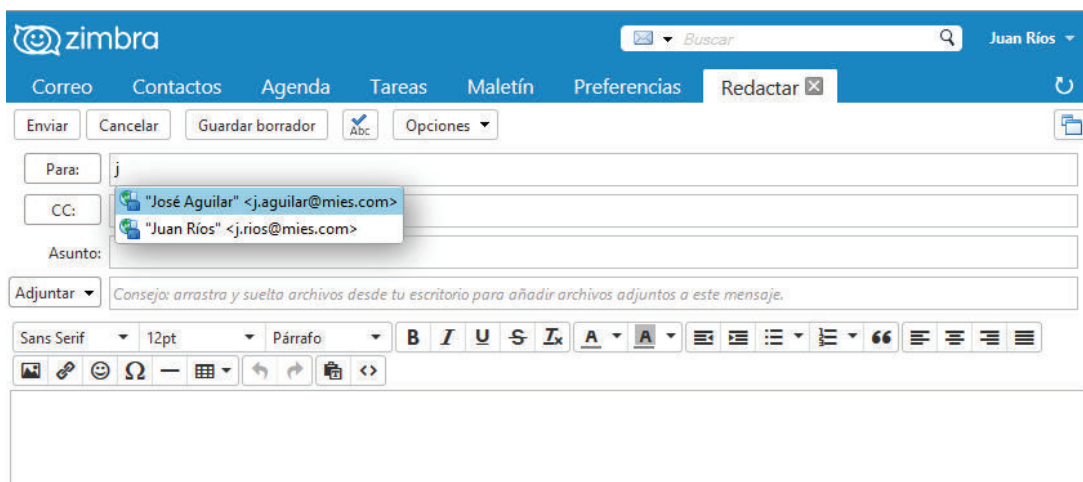 zimbra
Buscar
Juan Ríos
Correo Contactos Agenda Tareas Maletín Preferencias Redactar
Enviar Cancelar Guardar borrador Abc Opciones
Para: j
"José Aguilar" <j.aguilar@mies.com>
CC:
"Juan Ríos" <j.rios@mies.com>
Asunto:
Adjuntar Consejo: arrastra y suelta archivos desde tu escritorio para añadir archivos adjuntos a este mensaje.
Sans Serif 12pt Párrafo B I U S Ix A A
Ω